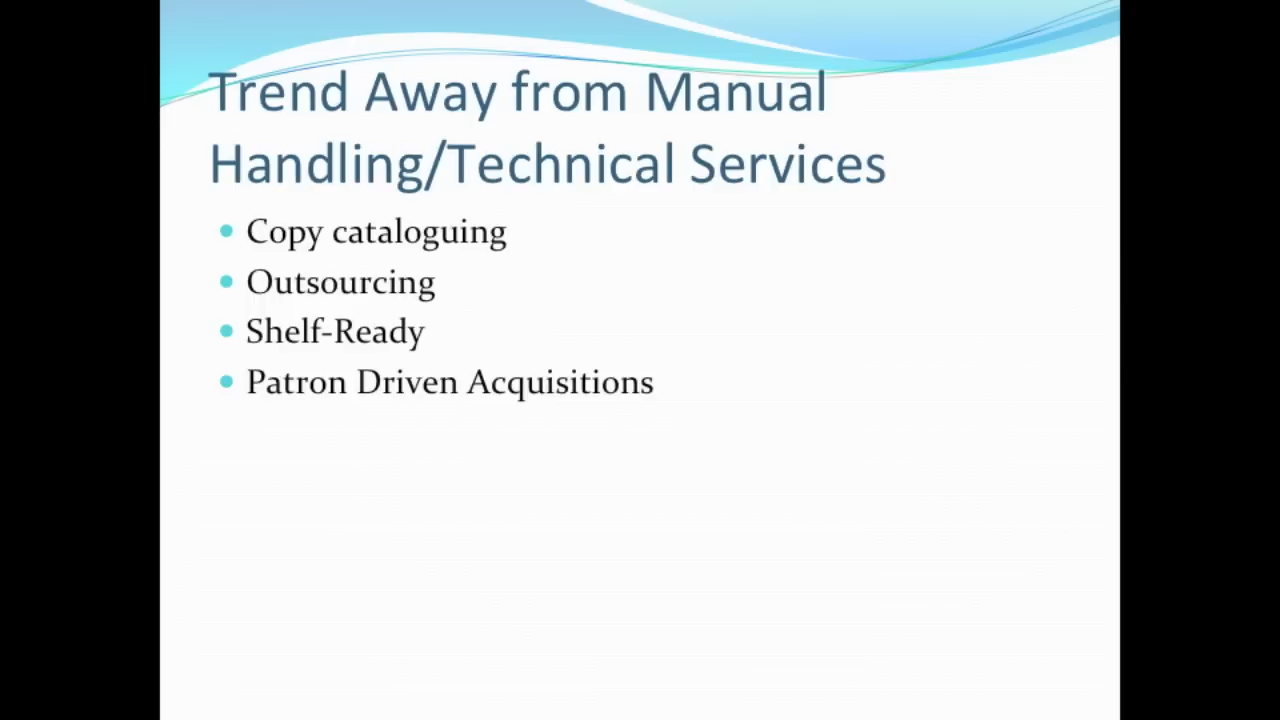 Trend Away from Manual
Handling/Technical Services
Copy cataloguing
Outsourcing
Shelf-Ready
Patron Driven Acquisitions